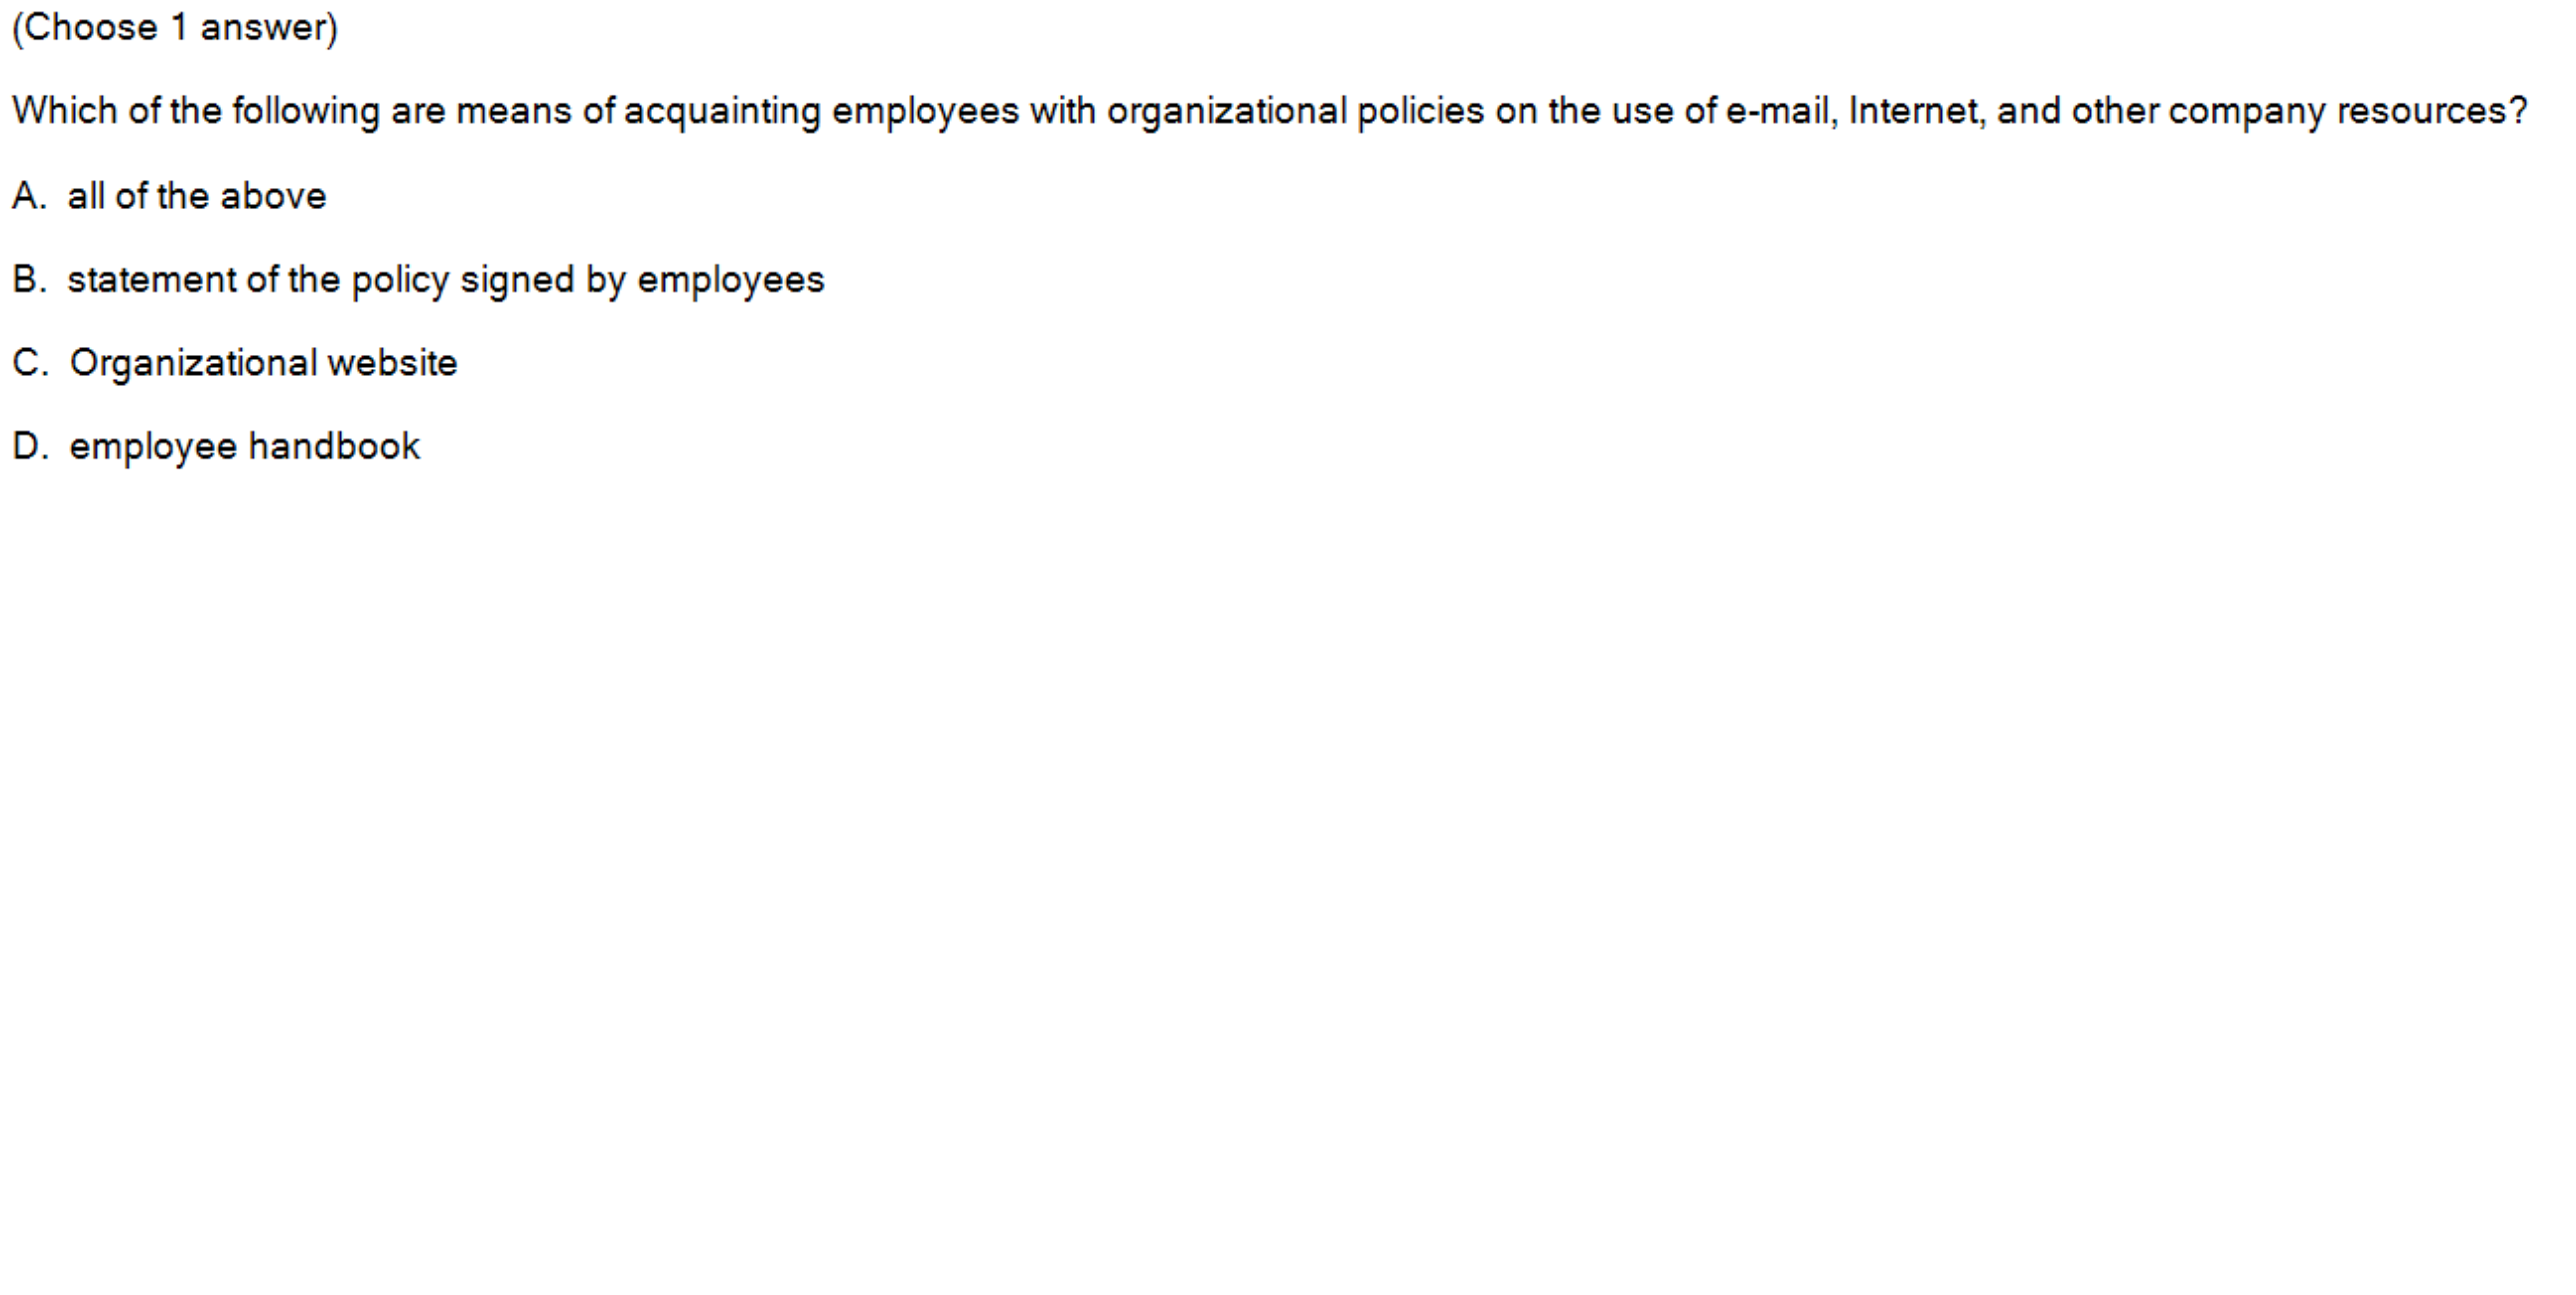 (Choose 1 answer)
Which of the following are means of acquainting employees with organizational policies on the use of e-mail, Internet, and other company resources?
A. all of the above
B. statement of the policy signed by employees
C. Organizational website
D. employee handbook